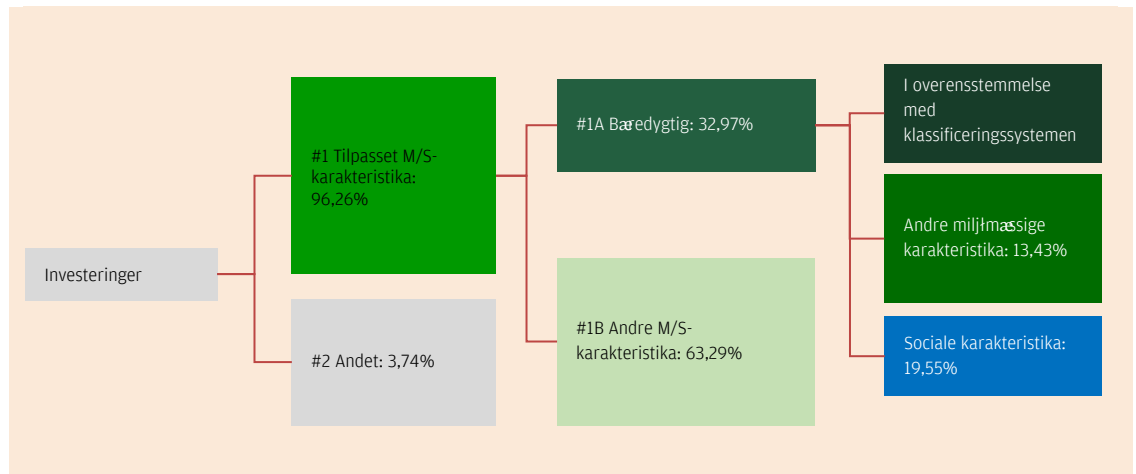 Investeringer
#1 Tilpasset M/S-
karakteristika:
96,26%
#2 Andet: 3,74%
#1A Bæredygtig: 32,97%
#1B Andre M/S-
karakteristika: 63,29%
I overensstemmelse
med
klassificeringssystemen
Andre miljłmæssige
karakteristika: 13,43%
Sociale karakteristika:
19,55%